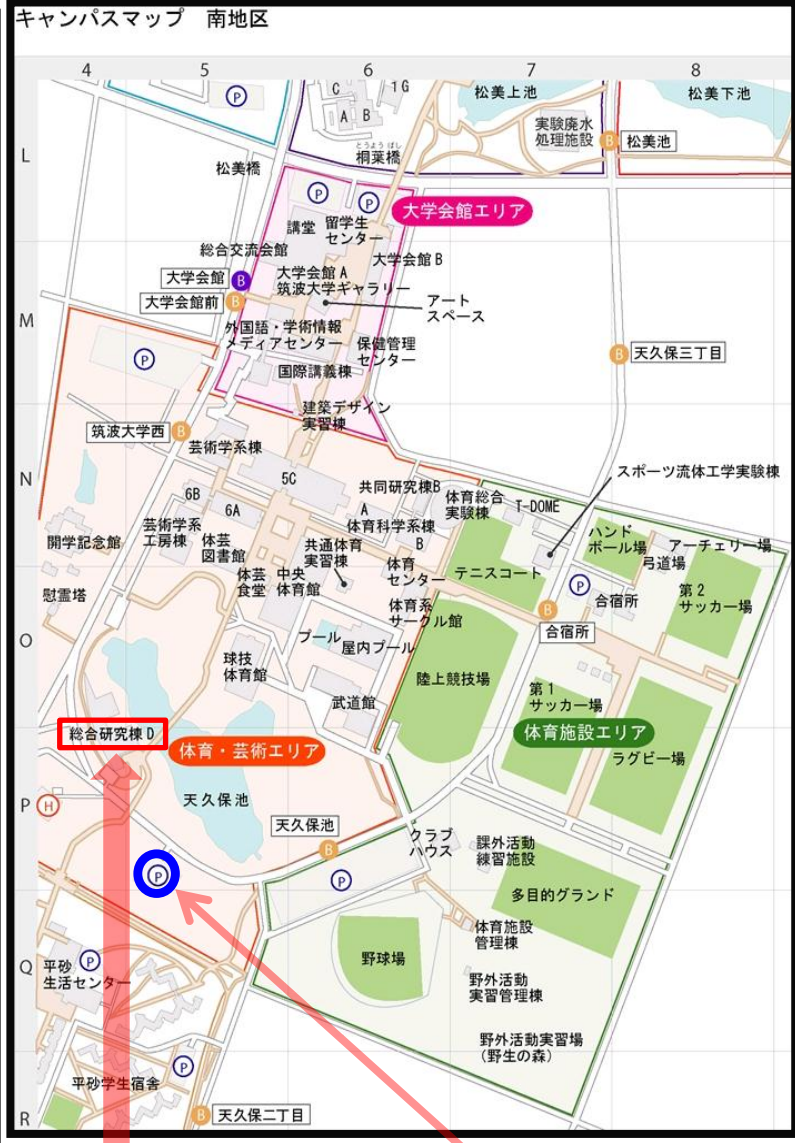 キャンパスマップ 南地区
4 5 6 7 8
P
C
1G
A B
松美上池
松美下池
とうよう ばし
桐葉橋
実験廃水
処理施設
B 松美池
L
松美橋
P P
大学会館エリア
講堂
留学生
センター
総合交流会館
大学会館 B
大学会館 B
大学会館 A
筑波大学ギャラリー
大学会館前 B
アート
スペース
M
外国語・学術情報
メディアセンター
保健管理
センター
P
国際講義棟
B 天久保三丁目
建築デザイン
実習棟
筑波大学西 B
芸術学系棟
N
5C
スポーツ流体工学実験棟
6B
6A
共同研究棟B
A
体育科学系棟
B
体育総合
実験棟
T-DOME
開学記念館
芸術学系
工房棟
体芸
図書館
共通体育
実習棟
ハンド
ボール場
アーチェリー場
弓道場
体芸
食堂
中央
体育館
体育
センター
テニスコート
P
合宿所
第2
サッカー場
慰霊塔
体育系
サークル館
B
合宿所
O
プール
屋内プール
球技
体育館
武道館
陸上競技場
第1
サッカー場
総合研究棟D
体育・芸術エリア
体育施設エリア
ラグビー場
P
H
天久保池
天久保池
B
クラブ
ハウス
課外活動
練習施設
P
P
多目的グランド
体育施設
管理棟
Q
平砂
生活センター
P
野球場
野外活動
実習管理棟
野外活動実習場
(野生の森)
P
平砂学生宿舎
R
B 天久保二丁目